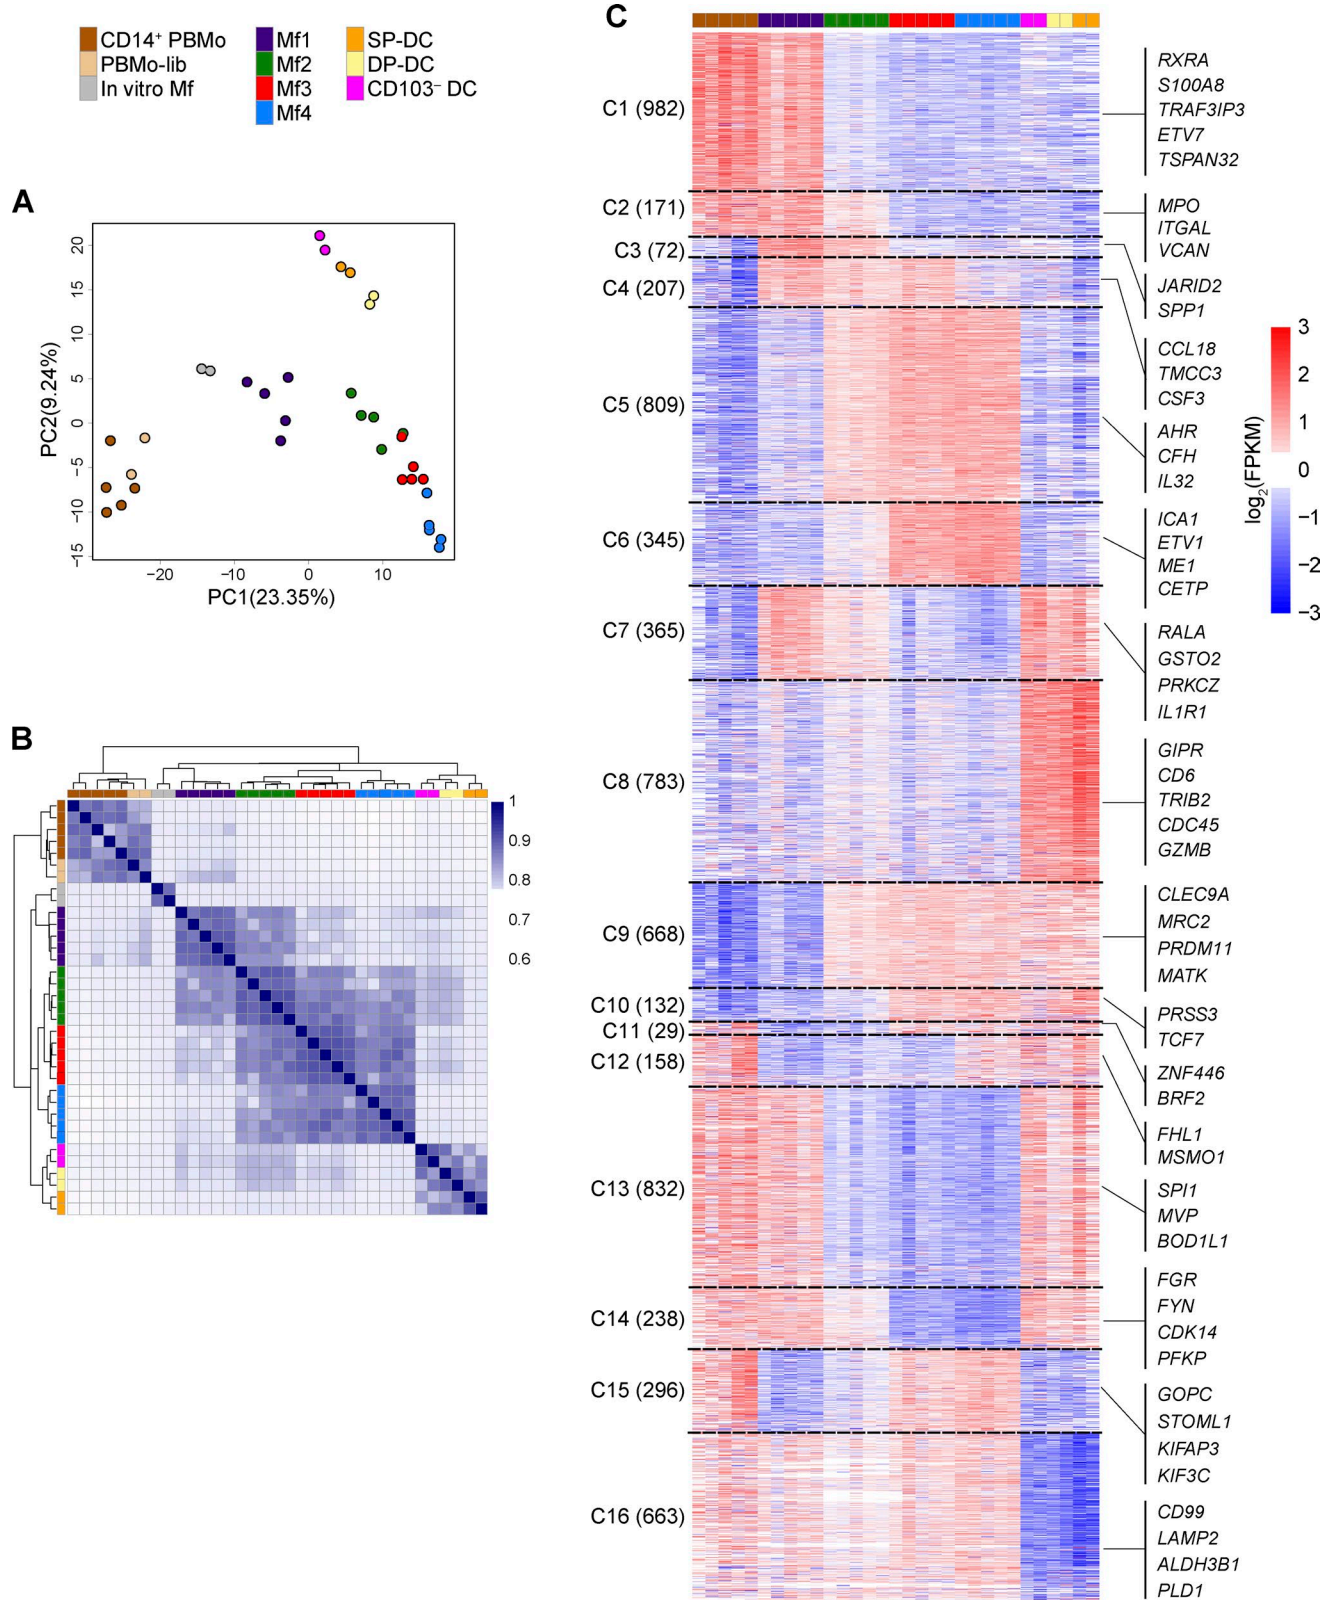 CD14⁺ PBMo
PBMo-lib
In vitro Mf
Mf1
Mf2
Mf3
Mf4
SP-DC
DP-DC
CD103⁻ DC
A
PC2(9.24%)
20
15
10
5
0
−5
−10
−15
−20
−10
0
10
PC1(23.35%)
B
1
0.9
0.8
0.7
0.6
C
C1 (982)
C2 (171)
C3 (72)
C4 (207)
C5 (809)
C6 (345)
C7 (365)
C8 (783)
C9 (668)
C10 (132)
C11 (29)
C12 (158)
C13 (832)
C14 (238)
C15 (296)
C16 (663)
RXRA
S100A8
TRAF3IP3
ETV7
TSPAN32
MPO
ITGAL
VCAN
JARID2
SPP1
CCL18
TMCC3
CSF3
AHR
CFH
IL32
ICA1
ETV1
ME1
CETP
RALA
GSTO2
PRKCZ
IL1R1
GIPR
CD6
TRIB2
CDC45
GZMB
CLEC9A
MRC2
PRDM11
MATK
PRSS3
TCF7
ZNF446
BRF2
FHL1
MSMO1
SPI1
MVP
BOD1L1
FGR
FYN
CDK14
PFKP
GOPC
STOML1
KIFAP3
KIF3C
CD99
LAMP2
ALDH3B1
PLD1
log₂(FPKM)
3
2
1
0
−1
−2
−3